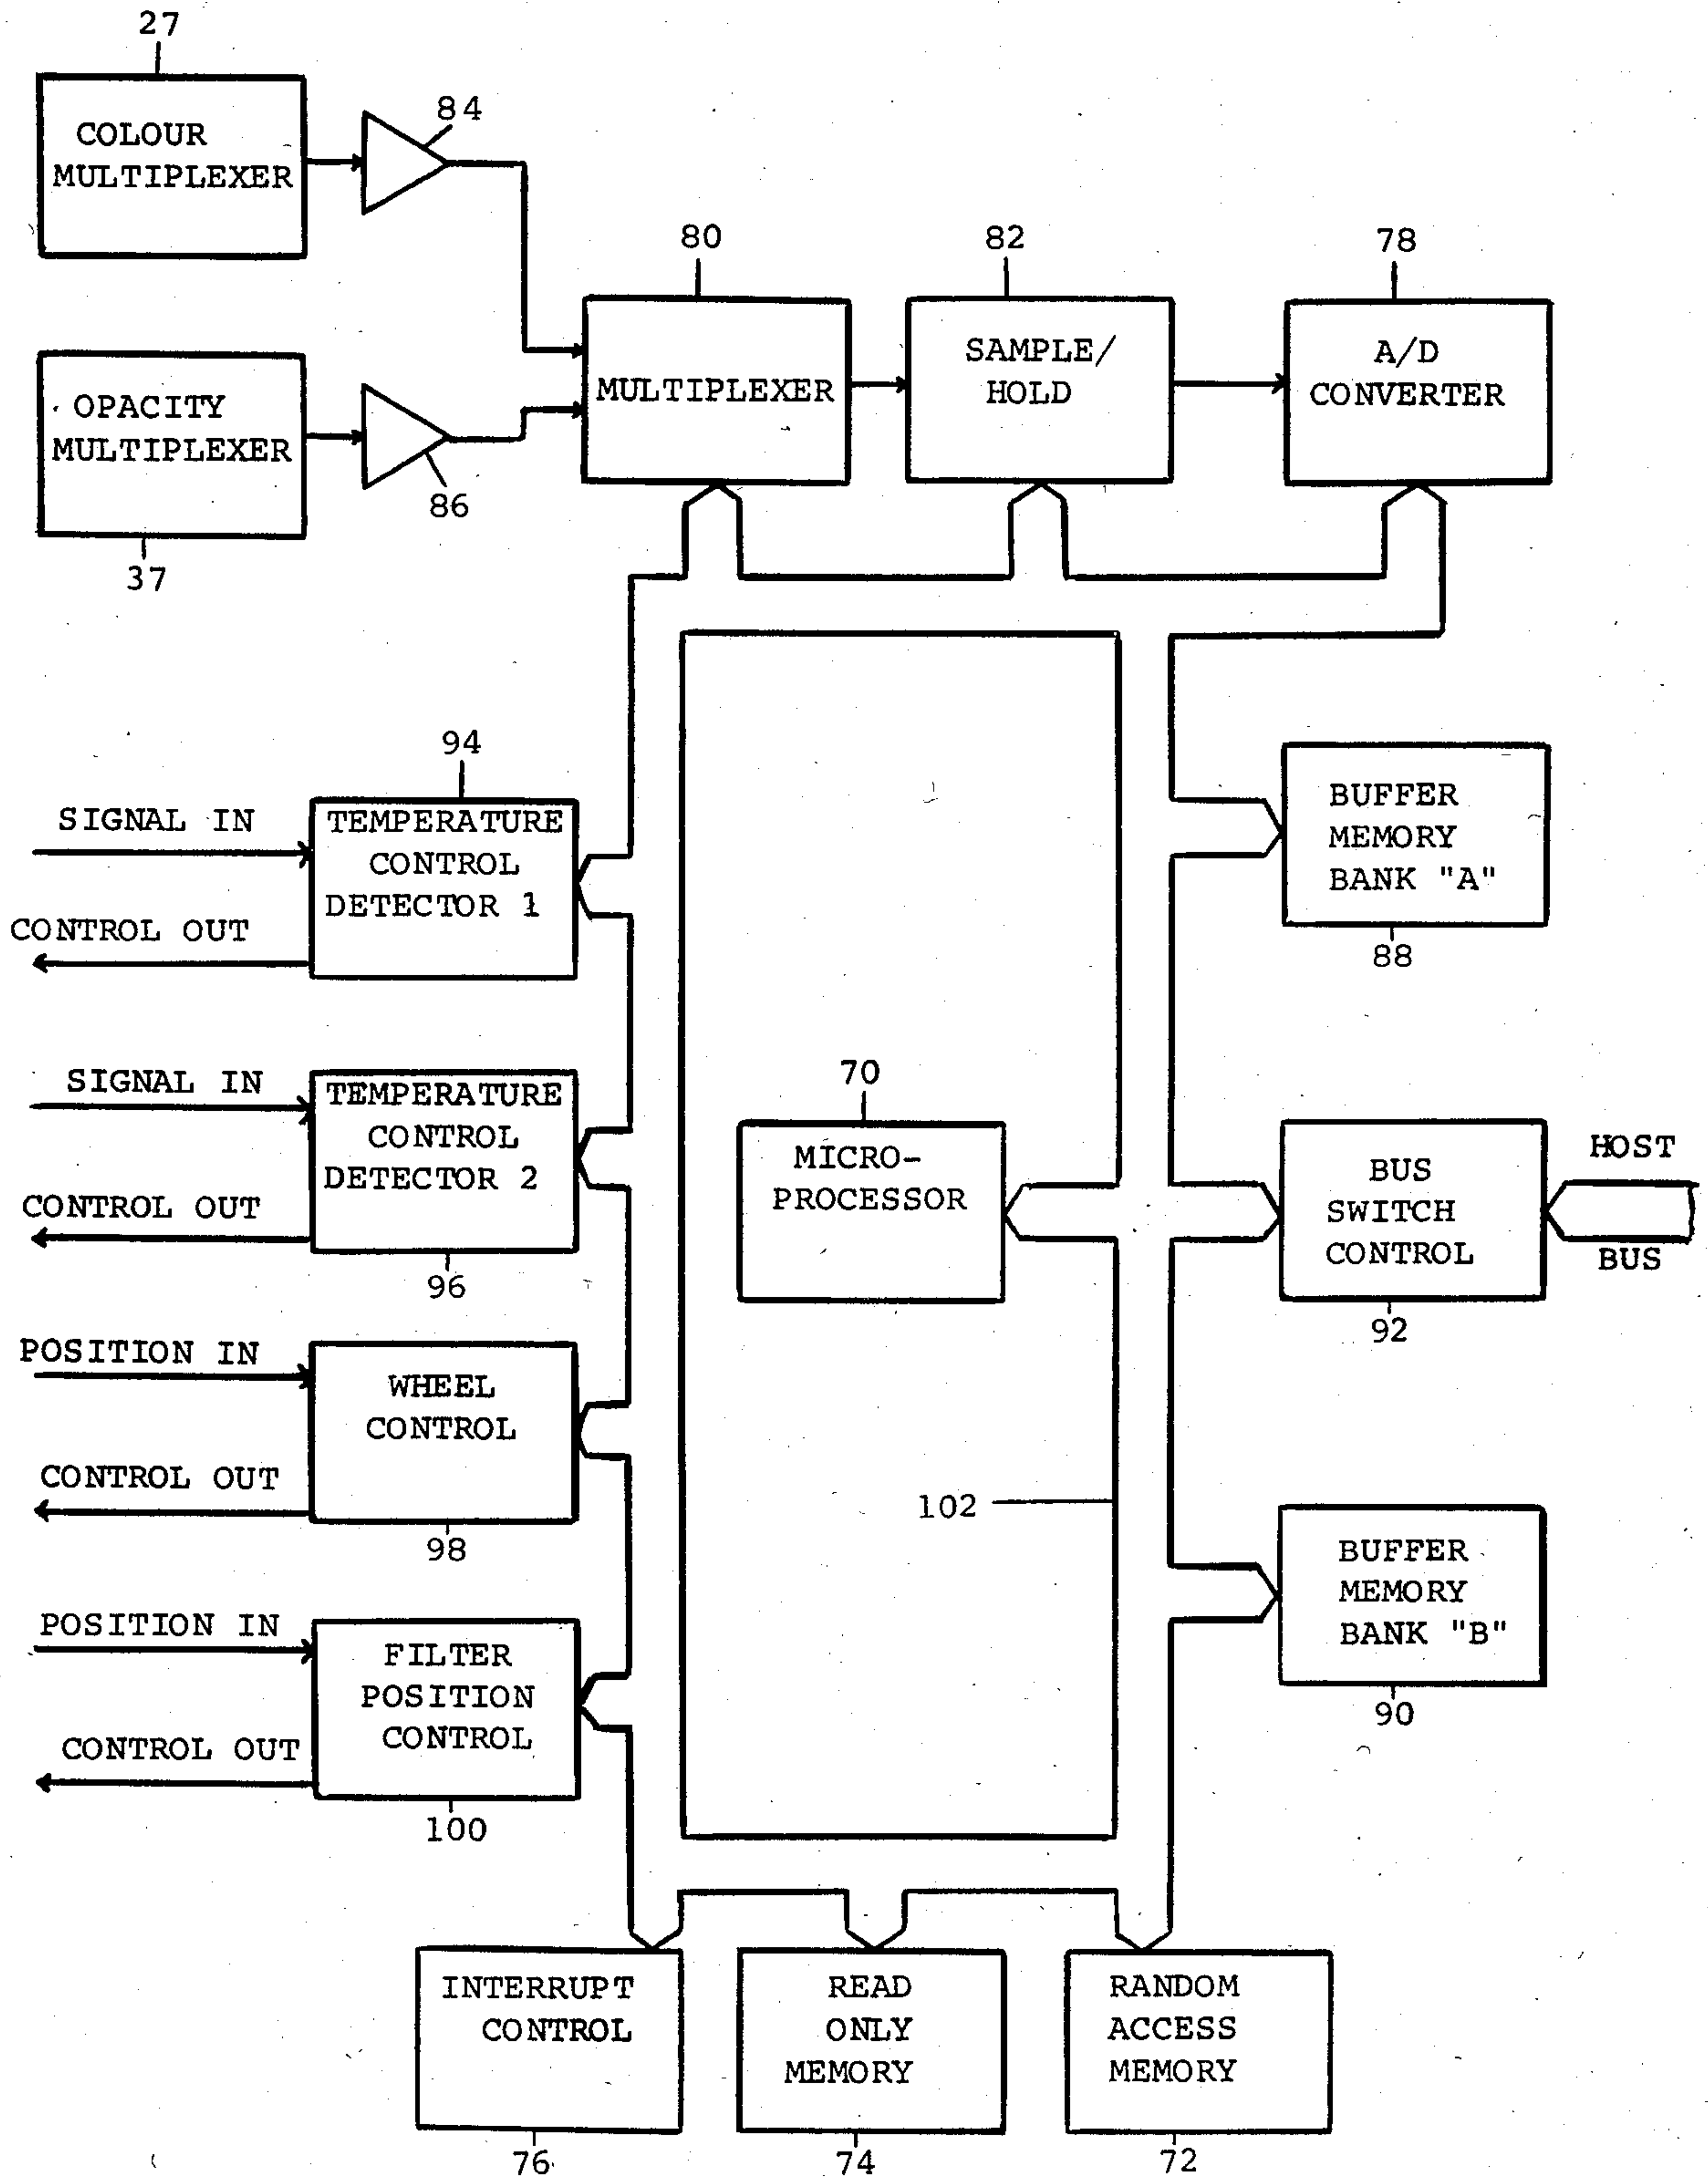 27
COLOUR
MULTIPLEXER
84
OPACITY
MULTIPLEXER
37
86
80
MULTIPLEXER
82
SAMPLE/
HOLD
78
A/D
CONVERTER
94
SIGNAL IN
TEMPERATURE
CONTROL
DETECTOR 1
CONTROL OUT
SIGNAL IN
TEMPERATURE
CONTROL
DETECTOR 2
CONTROL OUT
96
POSITION IN
WHEEL
CONTROL
CONTROL OUT
98
POSITION IN
FILTER
POSITION
CONTROL
CONTROL OUT
100
70
MICRO-
PROCESSOR
102
BUFFER
MEMORY
BANK "A"
88
BUS
SWITCH
CONTROL
92
HOST
BUS
BUFFER
MEMORY
BANK "B"
90
INTERRUPT
CONTROL
76
READ
ONLY
MEMORY
74
RANDOM
ACCESS
MEMORY
72